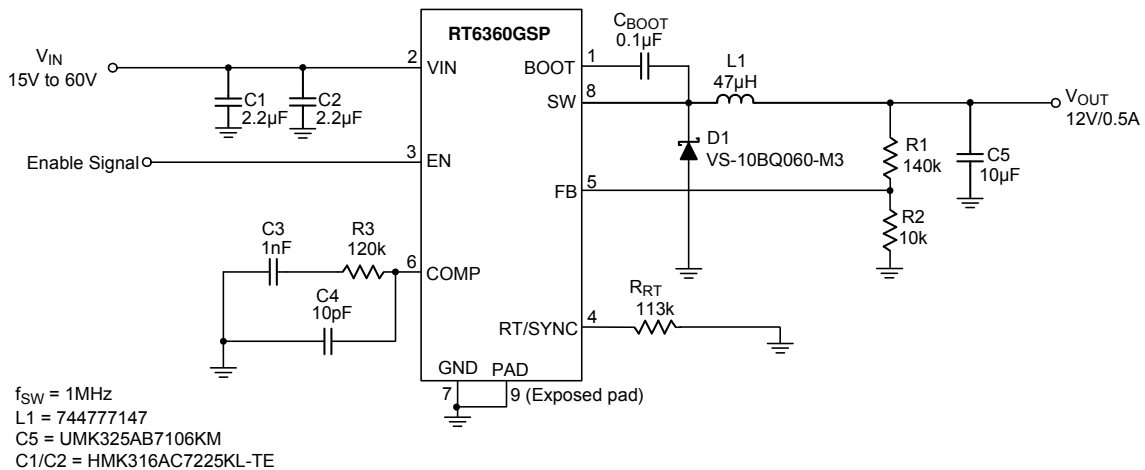 RT6360GSP
V_IN
15V to 60V
2
VIN
C1
2.2µF
C2
2.2µF
Enable Signal
3
EN
C3
1nF
R3
120k
6
COMP
C4
10pF
BOOT
1
C_BOOT
0.1µF
SW
8
L1
47µH
V_OUT
12V/0.5A
D1
VS-10BQ060-M3
R1
140k
C5
10µF
FB
5
R2
10k
RT/SYNC
4
R_RT
113k
GND
PAD
7
9 (Exposed pad)
f_SW = 1MHz
L1 = 744777147
C5 = UMK325AB7106KM
C1/C2 = HMK316AC7225KL-TE